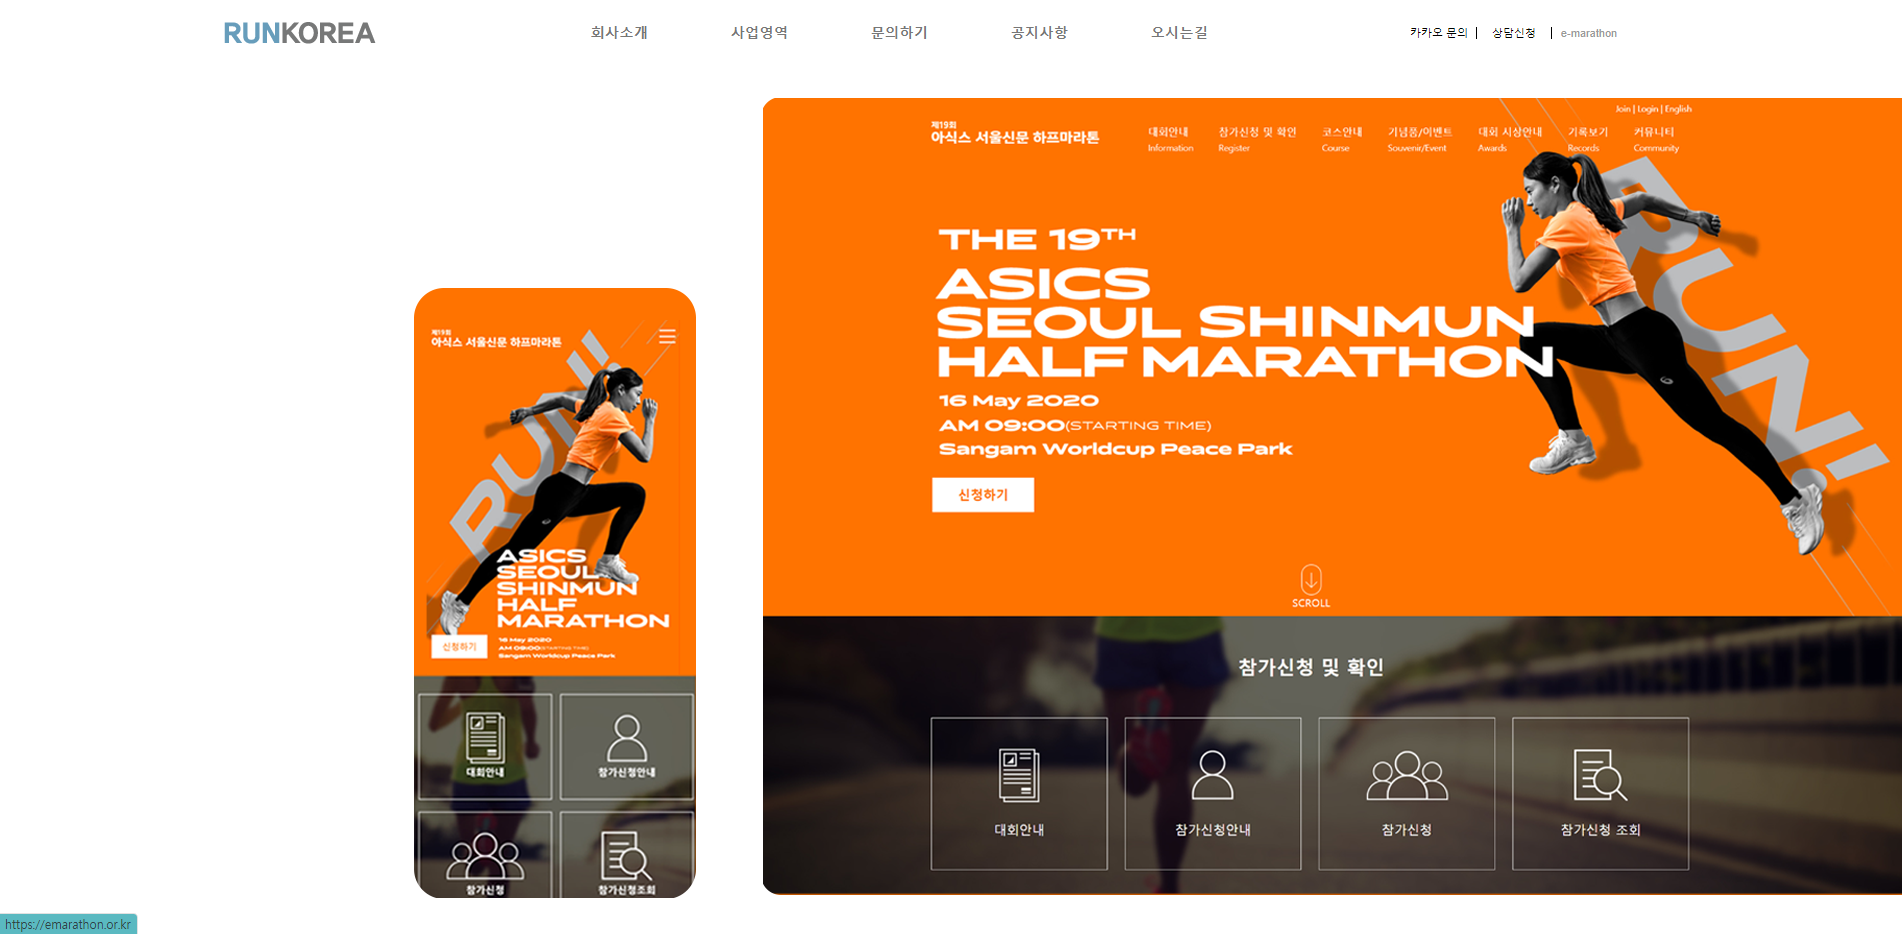 RUNKOREA
회사소개 사업영역 문의하기 공지사항 오시는길
카카오 문의 | 상담신청 | e-marathon
제19회
아식스 서울신문 하프마라톤
RUN!
ASICS
SEOUL
SHINMUN
HALF
MARATHON
신청하기
16 May 2020
AM 09:00(STARTING TIME)
Sangam Worldcup Peace Park
대회안내 참가신청안내
참가신청 참가신청조회
Join | Login | English
제19회
아식스 서울신문 하프마라톤
대회안내 참가신청 및 확인 코스안내 기념품/이벤트 대회 시상안내 기록보기 커뮤니티
Information Register Course Souvenir/Event Awards Records Community
THE 19TH
ASICS
SEOUL SHINMUN
HALF MARATHON
RUN!
16 May 2020
AM 09:00(STARTING TIME)
Sangam Worldcup Peace Park
신청하기
SCROLL
참가신청 및 확인
대회안내 참가신청안내 참가신청 참가신청 조회
https://emarathon.or.kr